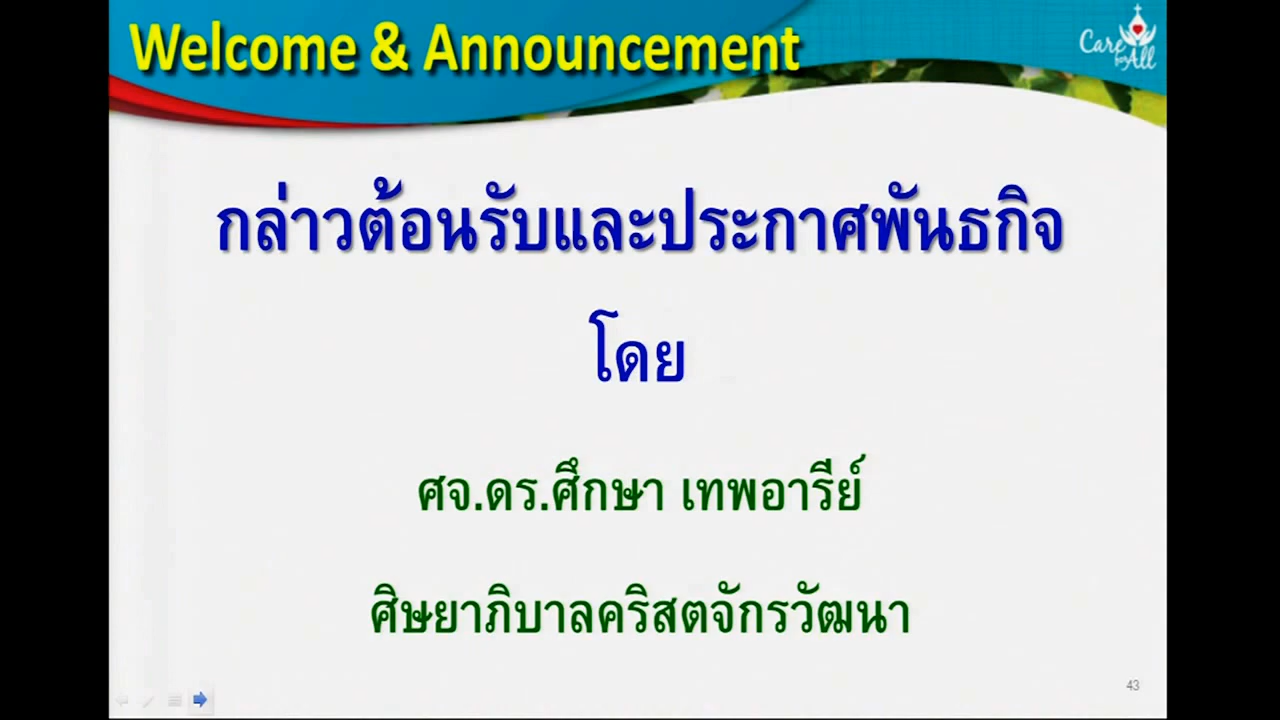 Welcome & Announcement
Care
for All
กล่าวต้อนรับและประกาศพันธกิจ
โดย
ศจ.ดร.ศึกษา เทพอารีย์
ศิษยาภิบาลคริสตจักรวัฒนา
43